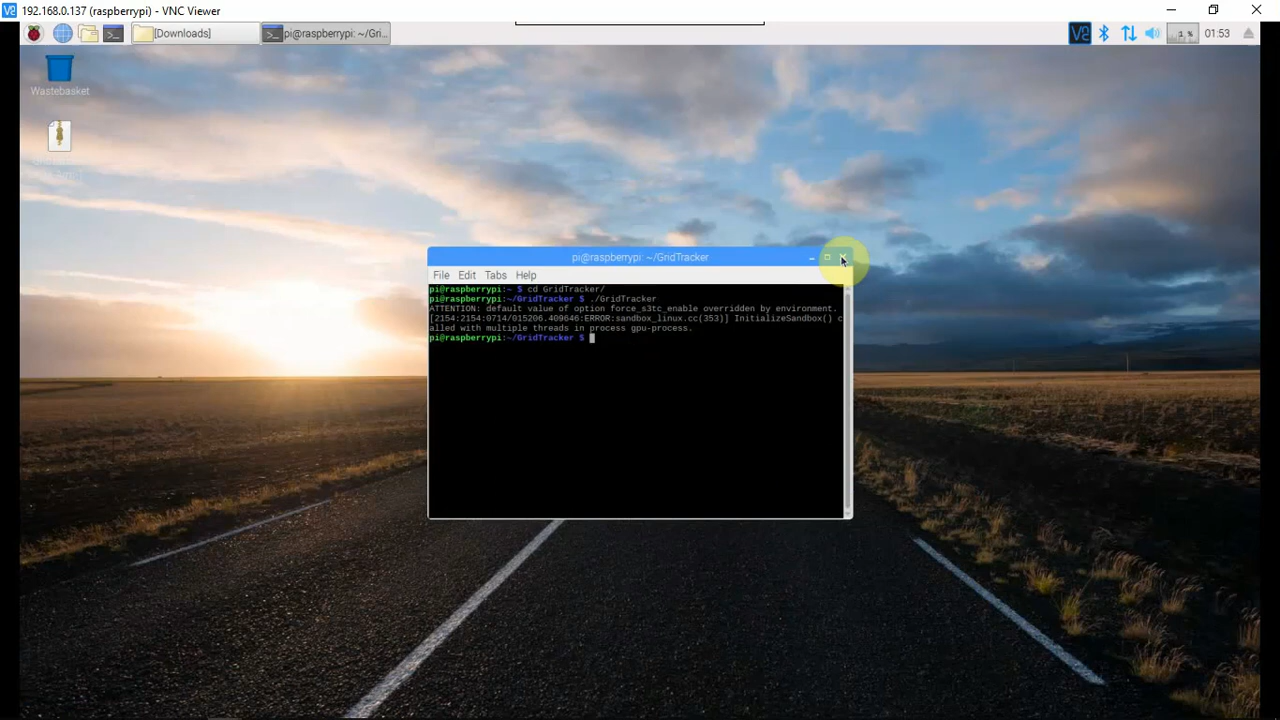 192.168.0.137 (raspberrypi) - VNC Viewer
[Downloads]
pi@raspberrypi: ~/Gri...
1 %
01:53
Wastebasket
pi@raspberrypi: ~/GridTracker
File Edit Tabs Help
pi@raspberrypi:~ $ cd GridTracker/
pi@raspberrypi:~/GridTracker $ ./GridTracker
ATTENTION: default value of option force_s3tc_enable overridden by environment.
[2154:2154:0714/015206.409646:ERROR:sandbox_linux.cc(353)] InitializeSandbox() c
alled with multiple threads in process gpu-process.
pi@raspberrypi:~/GridTracker $